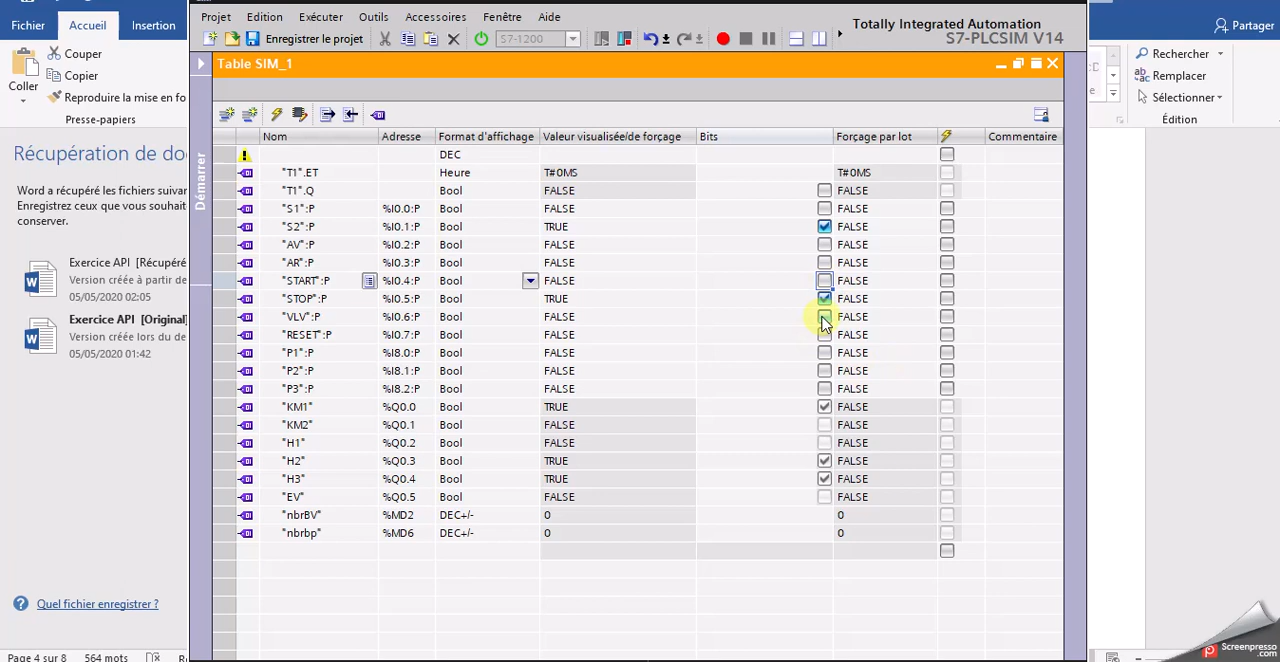 Fichier Accueil Insertion
Couper
Copier
Coller
Reproduire la mise en fo
Presse-papiers
Récupération de do
Word a récupéré les fichiers suivan
Enregistrez ceux que vous souhait
conserver.
Exercice API [Récupéré
Version créée à partir de
05/05/2020 02:05
Exercice API [Original]
Version créée lors du de
05/05/2020 01:42
Quel fichier enregistrer ?
Page 4 sur 8 564 mots
Projet Edition Exécuter Outils Accessoires Fenêtre Aide
Enregistrer le projet
S7-1200
Totally Integrated Automation
S7-PLCSIM V14
Table SIM_1
Démarrer
Nom Adresse Format d'affichage Valeur visualisée/de forçage Bits Forçage par lot Commentaire
DEC
"T1".ET Heure T#0MS T#0MS
"T1".Q Bool FALSE FALSE
"S1":P %I0.0:P Bool FALSE FALSE
"S2":P %I0.1:P Bool TRUE FALSE
"AV":P %I0.2:P Bool FALSE FALSE
"AR":P %I0.3:P Bool FALSE FALSE
"START":P %I0.4:P Bool FALSE FALSE
"STOP":P %I0.5:P Bool TRUE FALSE
"VLV":P %I0.6:P Bool FALSE FALSE
"RESET":P %I0.7:P Bool FALSE FALSE
"P1":P %I8.0:P Bool FALSE FALSE
"P2":P %I8.1:P Bool FALSE FALSE
"P3":P %I8.2:P Bool FALSE FALSE
"KM1" %Q0.0 Bool TRUE FALSE
"KM2" %Q0.1 Bool FALSE FALSE
"H1" %Q0.2 Bool FALSE FALSE
"H2" %Q0.3 Bool TRUE FALSE
"H3" %Q0.4 Bool TRUE FALSE
"EV" %Q0.5 Bool FALSE FALSE
"nbrBV" %MD2 DEC+/- 0 0
"nbrbp" %MD6 DEC+/- 0 0
Partager
Rechercher
Remplacer
Sélectionner
Édition
Screenpresso
.com